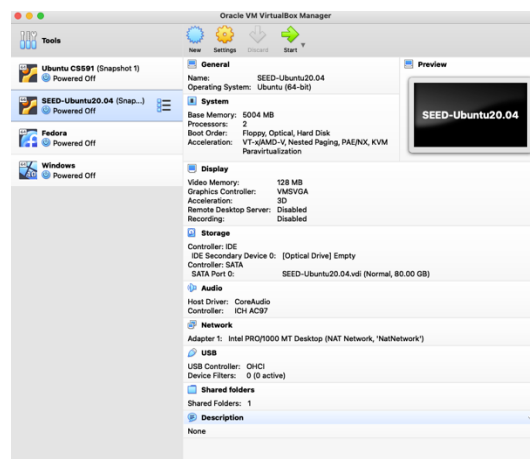 Oracle VM VirtualBox Manager
Tools
New Settings Discard Start
Ubuntu CS591 (Snapshot 1)
Powered Off
SEED-Ubuntu20.04 (Snap...)
Powered Off
Fedora
Powered Off
Windows
Powered Off
General
Name: SEED-Ubuntu20.04
Operating System: Ubuntu (64-bit)
System
Base Memory: 5004 MB
Processors: 2
Boot Order: Floppy, Optical, Hard Disk
Acceleration: VT-x/AMD-V, Nested Paging, PAE/NX, KVM
Paravirtualization
Preview
SEED-Ubuntu20.04
Display
Video Memory: 128 MB
Graphics Controller: VMSVGA
Acceleration: 3D
Remote Desktop Server: Disabled
Recording: Disabled
Storage
Controller: IDE
IDE Secondary Device 0: [Optical Drive] Empty
Controller: SATA
SATA Port 0: SEED-Ubuntu20.04.vdi (Normal, 80.00 GB)
Audio
Host Driver: CoreAudio
Controller: ICH AC97
Network
Adapter 1: Intel PRO/1000 MT Desktop (NAT Network, 'NatNetwork')
USB
USB Controller: OHCI
Device Filters: 0 (0 active)
Shared folders
Shared Folders: 1
Description
None